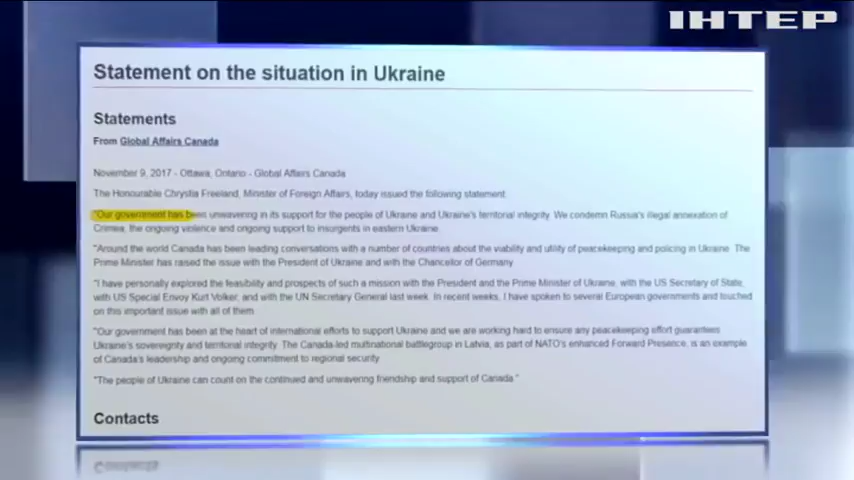 ІНТЕР
Statement on the situation in Ukraine
Statements
From Global Affairs Canada
November 9, 2017 - Ottawa, Ontario - Global Affairs Canada
The Honourable Chrystia Freeland, Minister of Foreign Affairs, today issued the following statement:
"Our government has been unwavering in its support for the people of Ukraine and Ukraine's territorial integrity. We condemn Russia's illegal annexation of
Crimea, the ongoing violence and ongoing support to insurgents in eastern Ukraine.
"Around the world Canada has been leading conversations with a number of countries about the viability and utility of peacekeeping and policing in Ukraine. The
Prime Minister has raised the issue with the President of Ukraine and with the Chancellor of Germany.
"I have personally explored the feasibility and prospects of such a mission with the President and the Prime Minister of Ukraine, with the US Secretary of State,
with US Special Envoy Kurt Volker, and with the UN Secretary General last week. In recent weeks, I have spoken to several European governments and touched
on this important issue with all of them.
"Our government has been at the heart of international efforts to support Ukraine and we are working hard to ensure any peacekeeping effort guarantees
Ukraine's sovereignty and territorial integrity. The Canada-led multinational battlegroup in Latvia, as part of NATO's enhanced Forward Presence, is an example
of Canada's leadership and ongoing commitment to regional security.
"The people of Ukraine can count on the continued and unwavering friendship and support of Canada."
Contacts